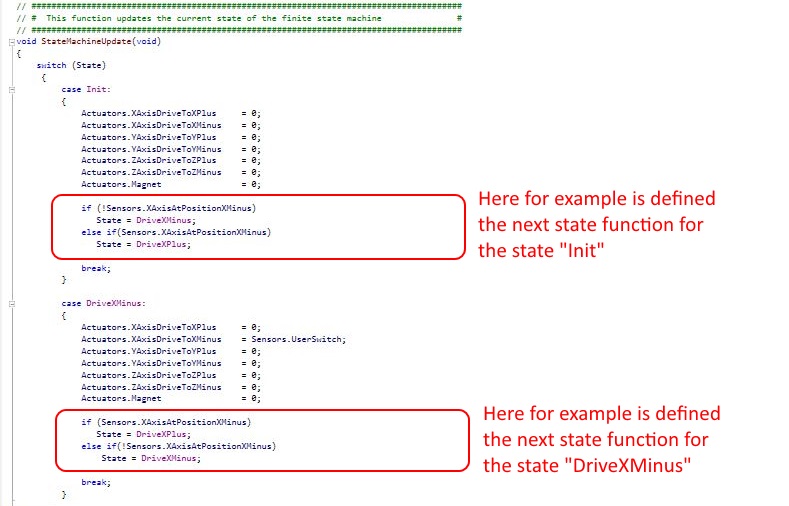 // ######################################################################################
// #  This function updates the current state of the finite state machine               #
// ######################################################################################
void StateMachineUpdate(void)
{
switch (State)
{
case Init:
{
Actuators.XAxisDriveToXPlus     = 0;
Actuators.XAxisDriveToXMinus    = 0;
Actuators.YAxisDriveToYPlus     = 0;
Actuators.YAxisDriveToYMinus    = 0;
Actuators.ZAxisDriveToZPlus     = 0;
Actuators.ZAxisDriveToZMinus    = 0;
Actuators.Magnet                = 0;
if (!Sensors.XAxisAtPositionXMinus)
State = DriveXMinus;
else if(Sensors.XAxisAtPositionXMinus)
State = DriveXPlus;
Here for example is defined
the next state function for
the state "Init"
break;
}
case DriveXMinus:
{
Actuators.XAxisDriveToXPlus     = 0;
Actuators.XAxisDriveToXMinus    = Sensors.UserSwitch;
Actuators.YAxisDriveToYPlus     = 0;
Actuators.YAxisDriveToYMinus    = 0;
Actuators.ZAxisDriveToZPlus     = 0;
Actuators.ZAxisDriveToZMinus    = 0;
Actuators.Magnet                = 0;
if (Sensors.XAxisAtPositionXMinus)
State = DriveXPlus;
else if(!Sensors.XAxisAtPositionXMinus)
State = DriveXMinus;
Here for example is defined
the next state function for
the state "DriveXMinus"
break;
}